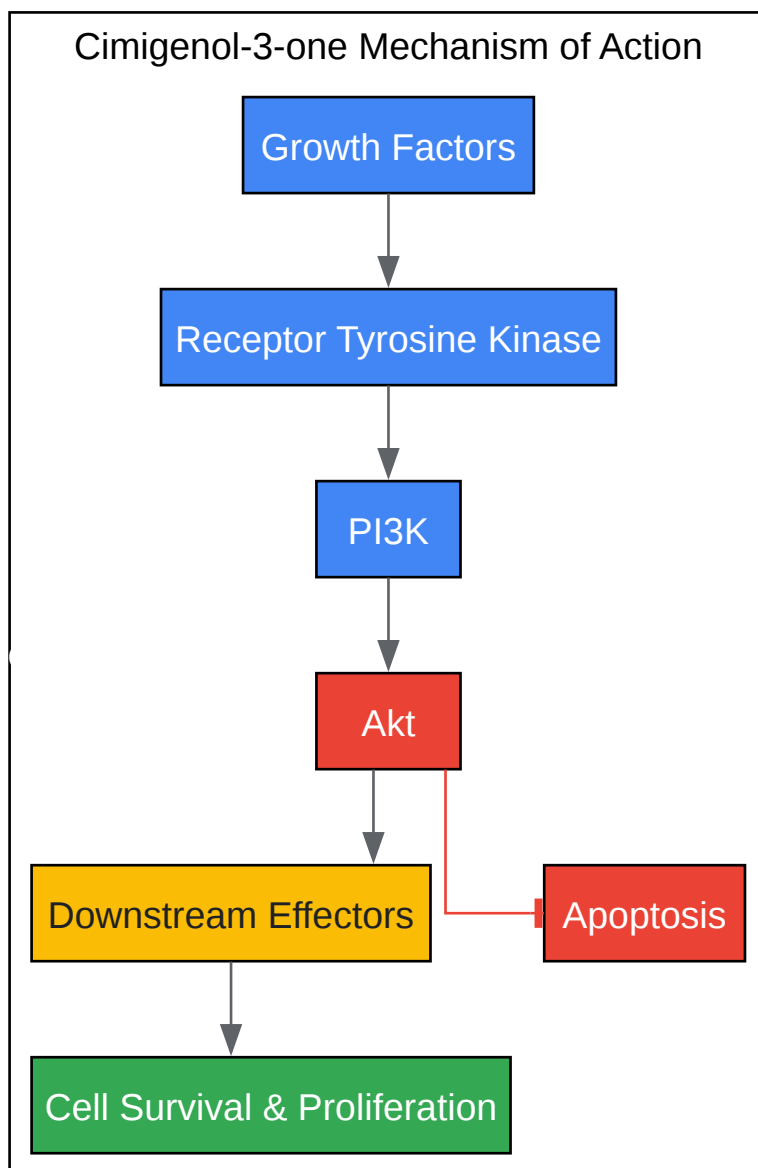 Cimigenol-3-one Mechanism of Action
Growth Factors
Receptor Tyrosine Kinase
PI3K
Akt
Downstream Effectors
Apoptosis
Cell Survival & Proliferation